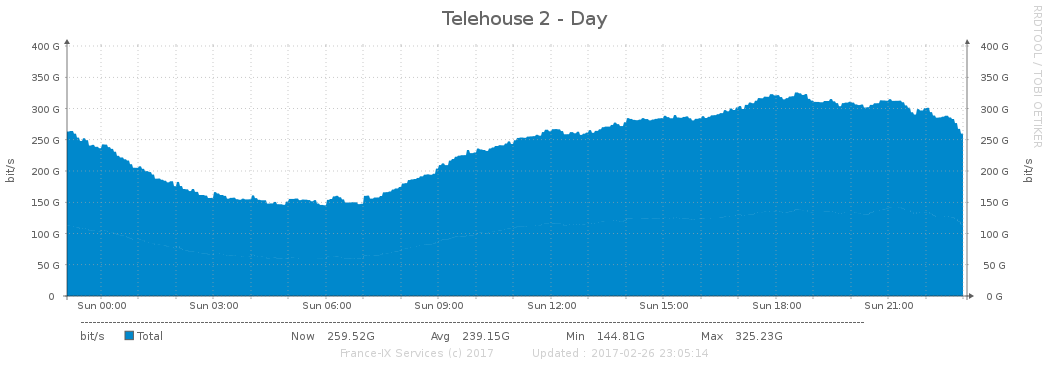 Telehouse 2 - Day
RRDTOOL / TOBI OETIKER
400 G 400 G
350 G 350 G
300 G 300 G
250 G 250 G
200 G 200 G
150 G 150 G
100 G 100 G
50 G 50 G
0 0 G
bit/s bit/s
Sun 00:00 Sun 03:00 Sun 06:00 Sun 09:00 Sun 12:00 Sun 15:00 Sun 18:00 Sun 21:00
bit/s Total Now 259.52G Avg 239.15G Min 144.81G Max 325.23G
France-IX Services (c) 2017 Updated : 2017-02-26 23:05:14